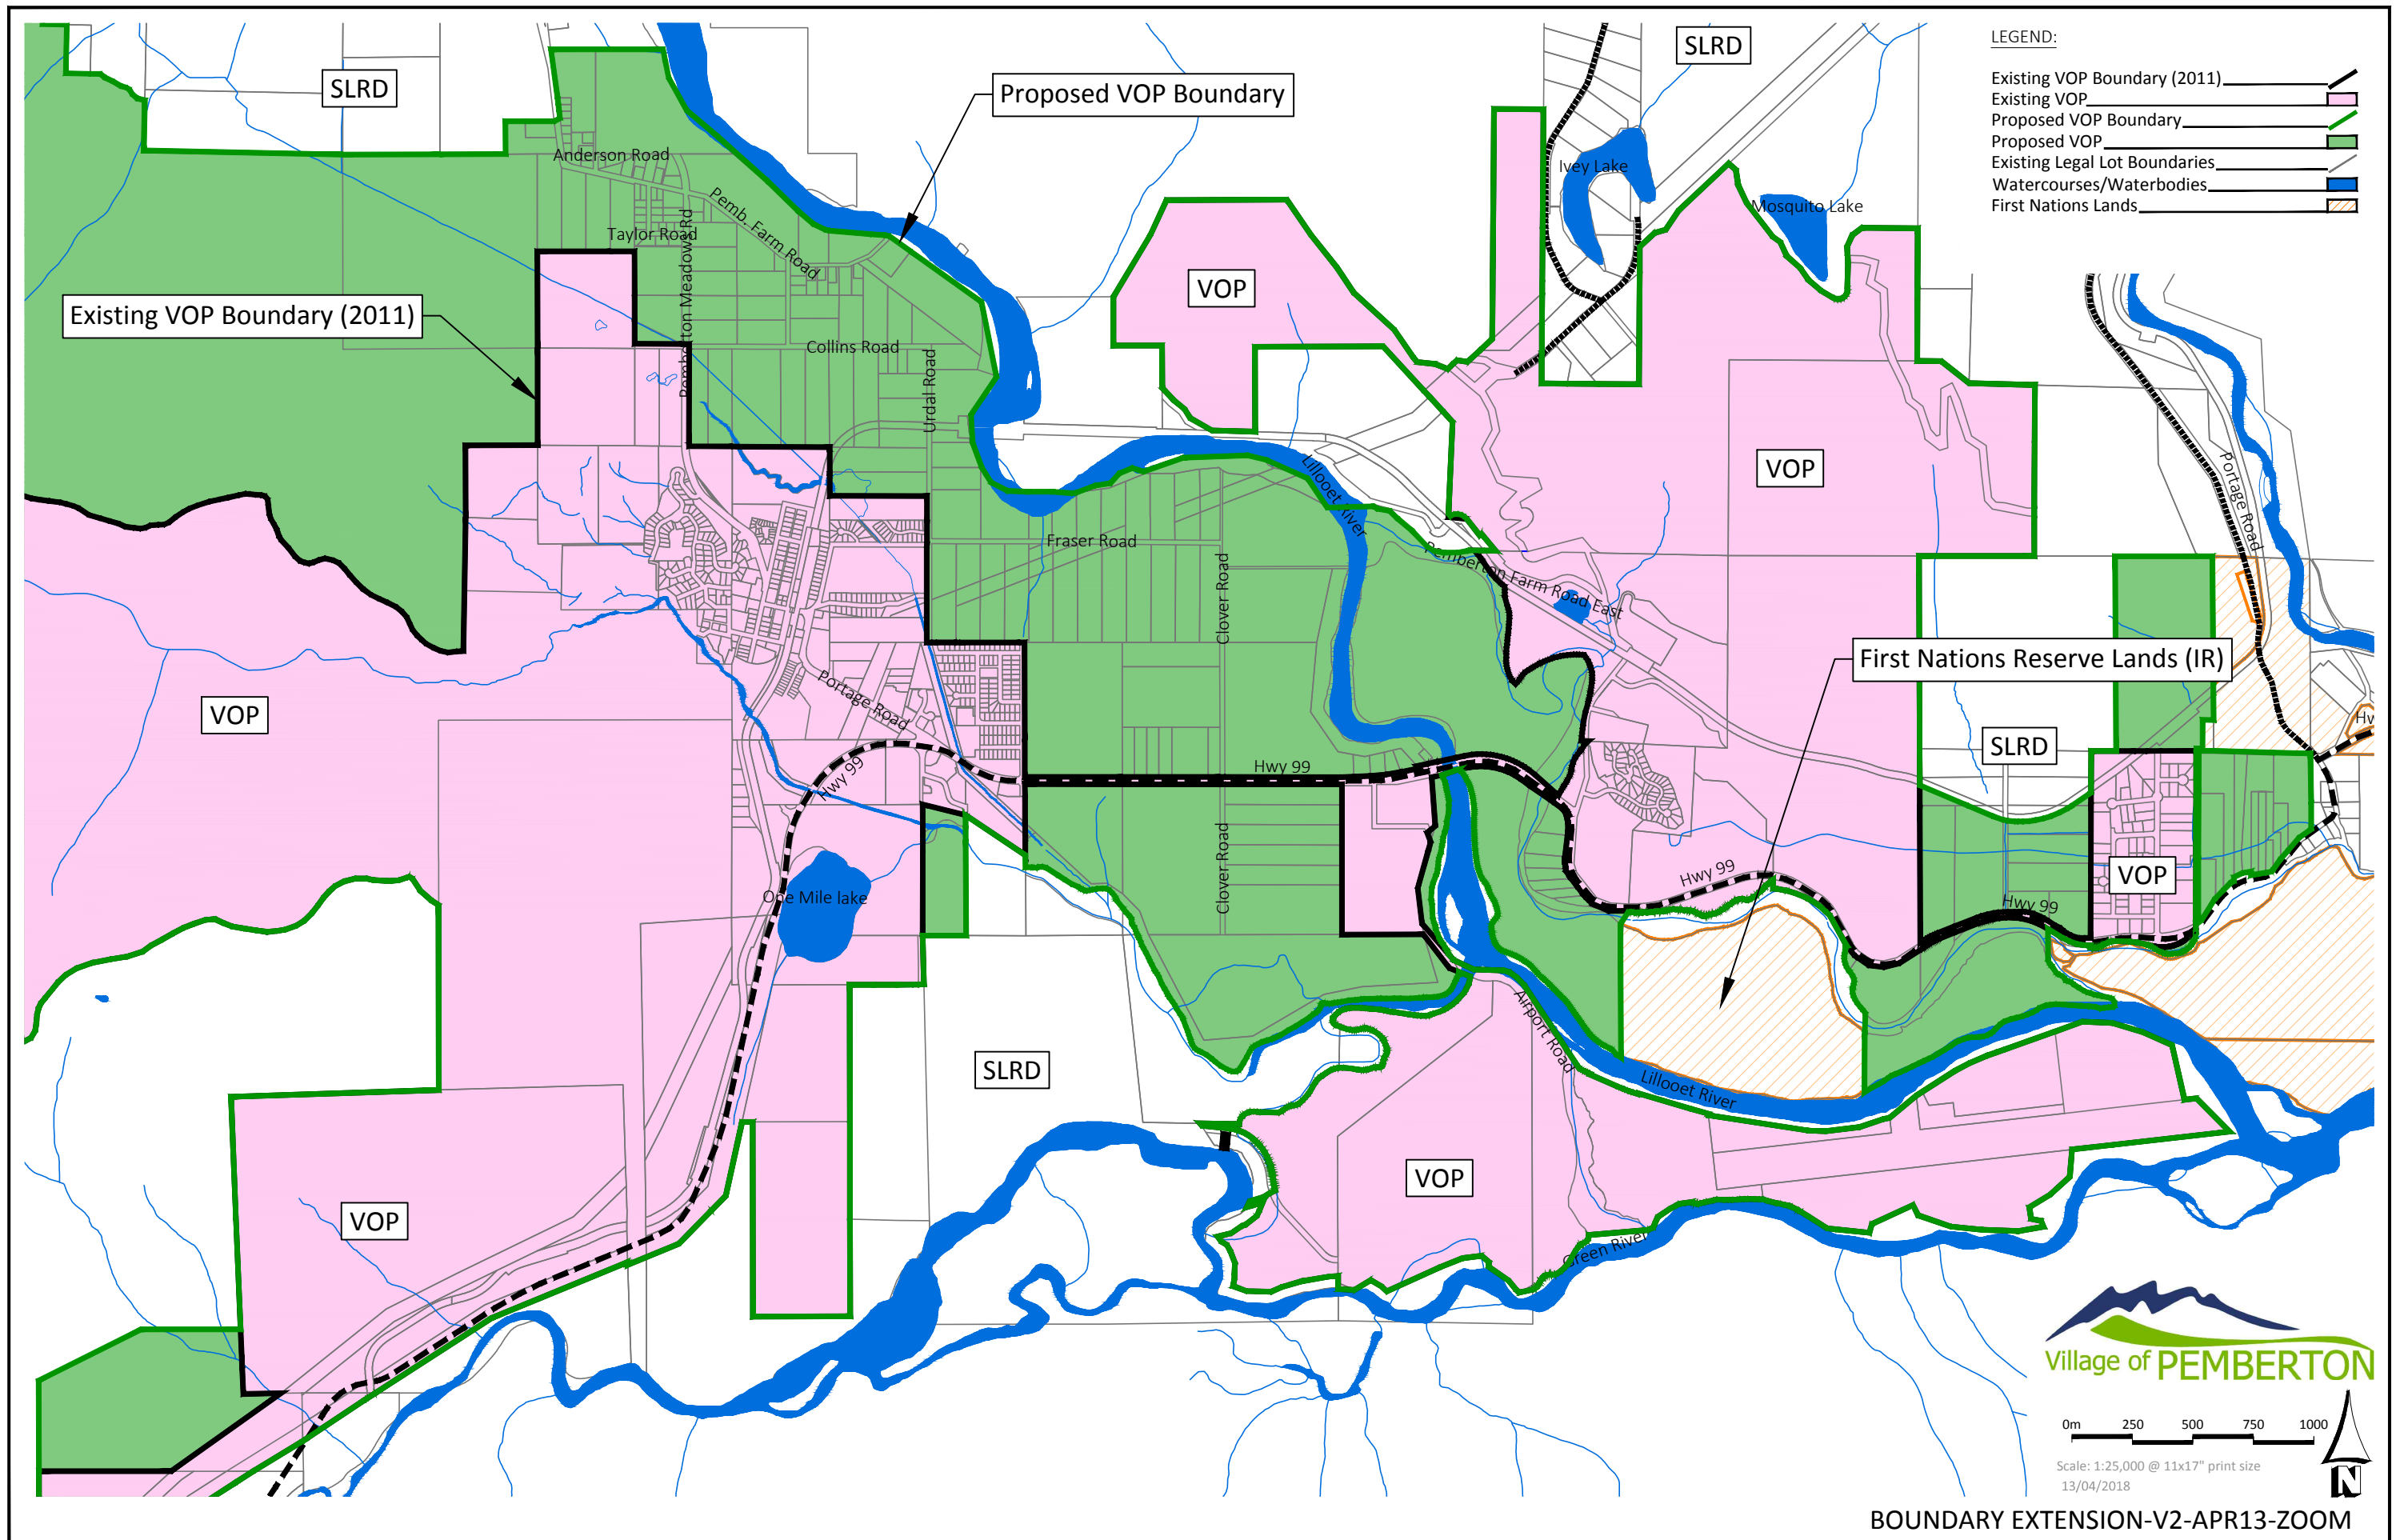 SLRD
SLRD
LEGEND:
Existing VOP Boundary (2011)
Existing VOP
Proposed VOP Boundary
Proposed VOP
Existing Legal Lot Boundaries
Watercourses/Waterbodies
First Nations Lands
Proposed VOP Boundary
Anderson Road
Ivey Lake
Mosquito Lake
Pemb. Farm Road
Taylor Road
Pemberton Meadows Rd
VOP
Existing VOP Boundary (2011)
Collins Road
Urdal Road
VOP
Portage Road
Lillooet River
Fraser Road
Clover Road
Pemberton Farm Road East
First Nations Reserve Lands (IR)
VOP
Portage Road
Hw
SLRD
Hwy 99
Hwy 99
Clover Road
Hwy 99
VOP
One Mile lake
Hwy 99
Airport Road
SLRD
Lillooet River
VOP
VOP
Green River
Village of PEMBERTON
0m 250 500 750 1000
Scale: 1:25,000 @ 11x17" print size
13/04/2018
N
BOUNDARY EXTENSION-V2-APR13-ZOOM